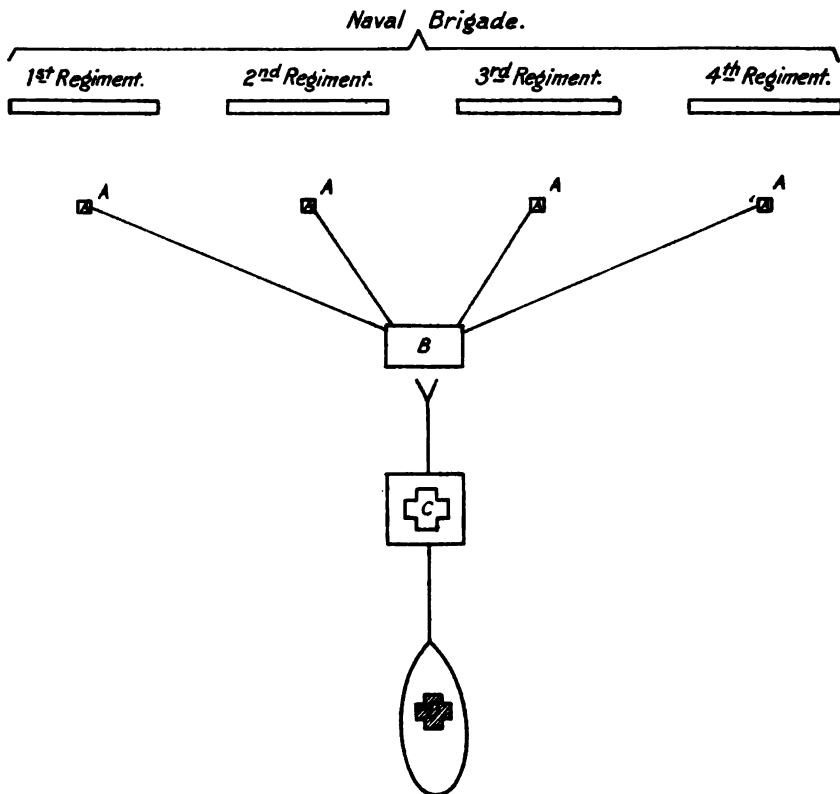 Naval Brigade.
1st Regiment. 2nd Regiment. 3rd Regiment. 4th Regiment.
A A A A
A A A A
B
C